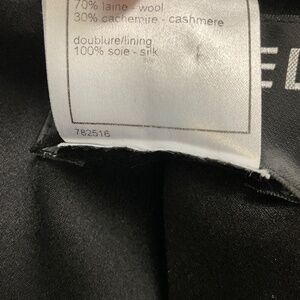 70% laine - wool
30% cachemire - cashmere
doublure/lining
100% soie - silk
782516
EL